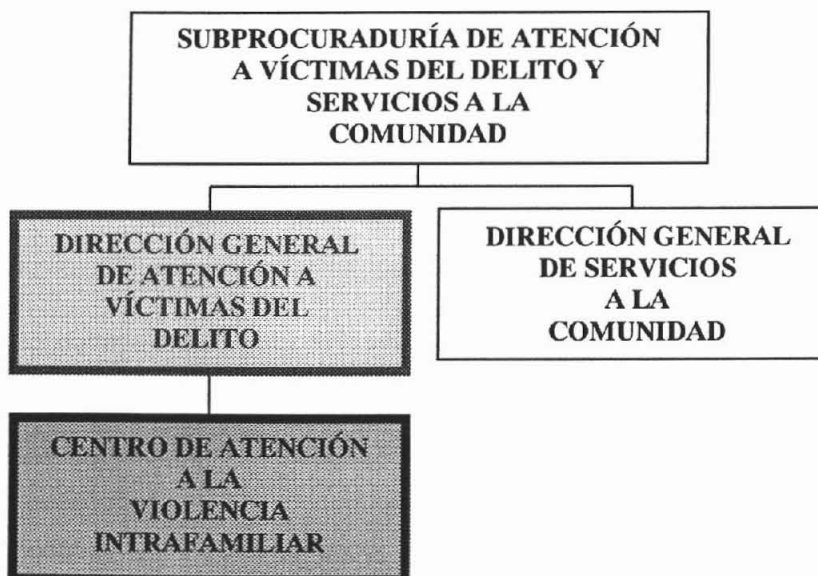 SUBPROCURADURÍA DE ATENCIÓN
A VÍCTIMAS DEL DELITO Y
SERVICIOS A LA
COMUNIDAD
DIRECCIÓN GENERAL
DE ATENCIÓN A
VÍCTIMAS DEL
DELITO
DIRECCIÓN GENERAL
DE SERVICIOS
A LA
COMUNIDAD
CENTRO DE ATENCIÓN
A LA
VIOLENCIA
INTRAFAMILIAR